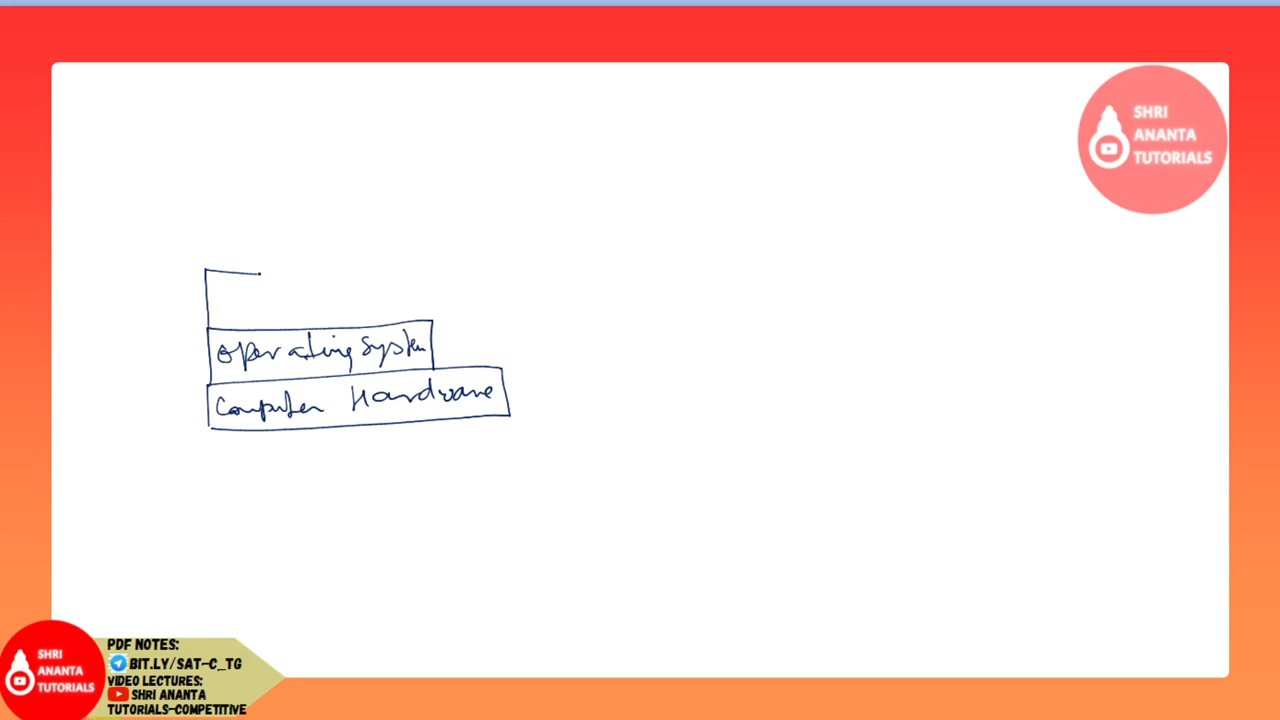 SHRI
ANANTA
TUTORIALS
operating system
Computer Hardware
SHRI
ANANTA
TUTORIALS
PDF NOTES:
BIT.LY/SAT-C_TG
VIDEO LECTURES:
SHRI ANANTA
TUTORIALS-COMPETITIVE